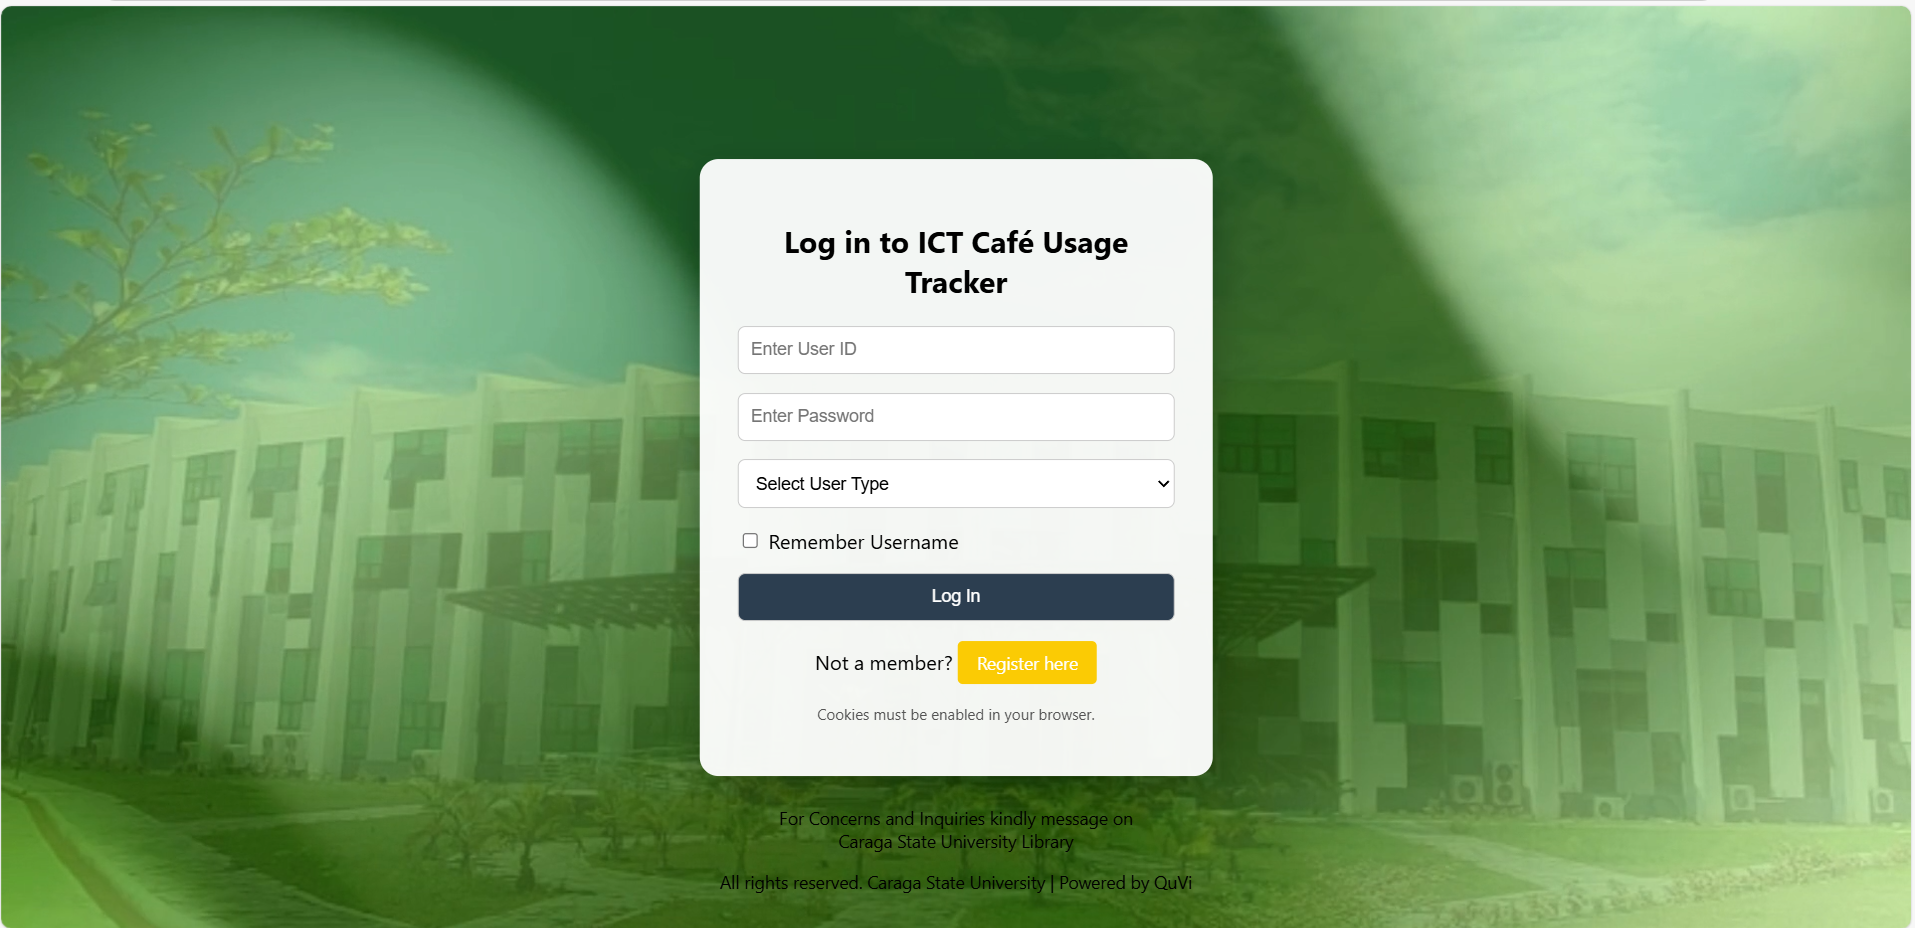 Log in to ICT Café Usage
Tracker
Enter User ID
Enter Password
Select User Type
Remember Username
Log In
Not a member? Register here
Cookies must be enabled in your browser.
For Concerns and Inquiries kindly message on
Caraga State University Library
All rights reserved. Caraga State University | Powered by QuVi